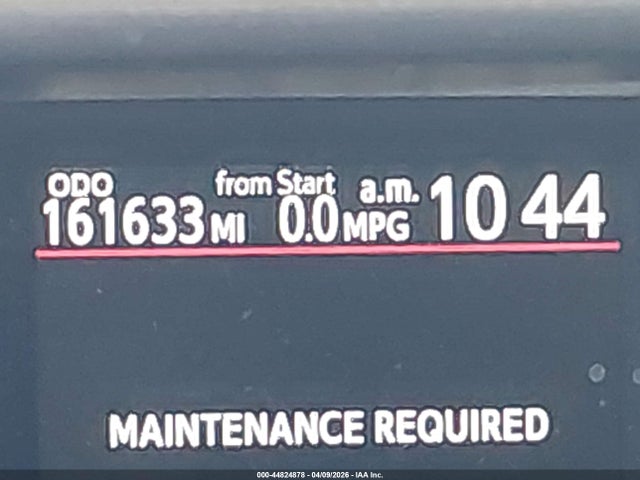 ODO from Start a.m.
161633 MI 0.0 MPG 10 44
MAINTENANCE REQUIRED
000-44824878 - 04/09/2026 - IAA Inc.